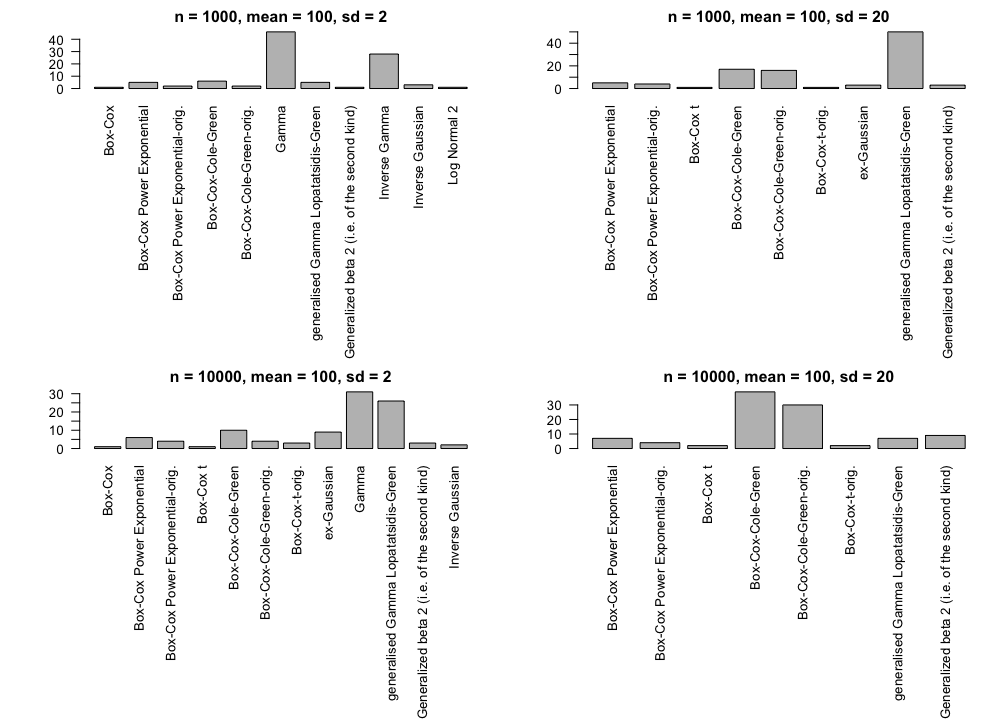 n = 1000, mean = 100, sd = 2
40
30
20
10
0
Box-Cox
Box-Cox Power Exponential
Box-Cox Power Exponential-orig.
Box-Cox-Cole-Green
Box-Cox-Cole-Green-orig.
Gamma
generalised Gamma Lopatatsidis-Green
Generalized beta 2 (i.e. of the second kind)
Inverse Gamma
Inverse Gaussian
Log Normal 2
n = 1000, mean = 100, sd = 20
40
20
0
Box-Cox Power Exponential
Box-Cox Power Exponential-orig.
Box-Cox t
Box-Cox-Cole-Green
Box-Cox-Cole-Green-orig.
Box-Cox-t-orig.
ex-Gaussian
generalised Gamma Lopatatsidis-Green
Generalized beta 2 (i.e. of the second kind)
n = 10000, mean = 100, sd = 2
30
20
10
0
Box-Cox
Box-Cox Power Exponential
Box-Cox Power Exponential-orig.
Box-Cox t
Box-Cox-Cole-Green
Box-Cox-Cole-Green-orig.
Box-Cox-t-orig.
ex-Gaussian
Gamma
generalised Gamma Lopatatsidis-Green
Generalized beta 2 (i.e. of the second kind)
Inverse Gaussian
n = 10000, mean = 100, sd = 20
30
20
10
0
Box-Cox Power Exponential
Box-Cox Power Exponential-orig.
Box-Cox t
Box-Cox-Cole-Green
Box-Cox-Cole-Green-orig.
Box-Cox-t-orig.
generalised Gamma Lopatatsidis-Green
Generalized beta 2 (i.e. of the second kind)